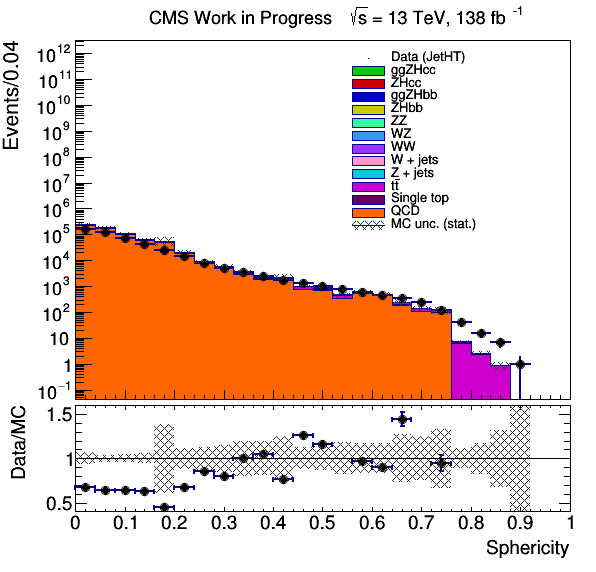 CMS Work in Progress √s = 13 TeV, 138 fb⁻¹
Events/0.04
10¹²
10¹¹
10¹⁰
10⁹
10⁸
10⁷
10⁶
10⁵
10⁴
10³
10²
10
1
10⁻¹
Data (JetHT)
ggZHcc
ZHcc
ggZHbb
ZHbb
ZZ
WZ
WW
W + jets
Z + jets
tt̄
Single top
QCD
MC unc. (stat.)
Data/MC
1.5
1
0.5
0 0.1 0.2 0.3 0.4 0.5 0.6 0.7 0.8 0.9 1
Sphericity